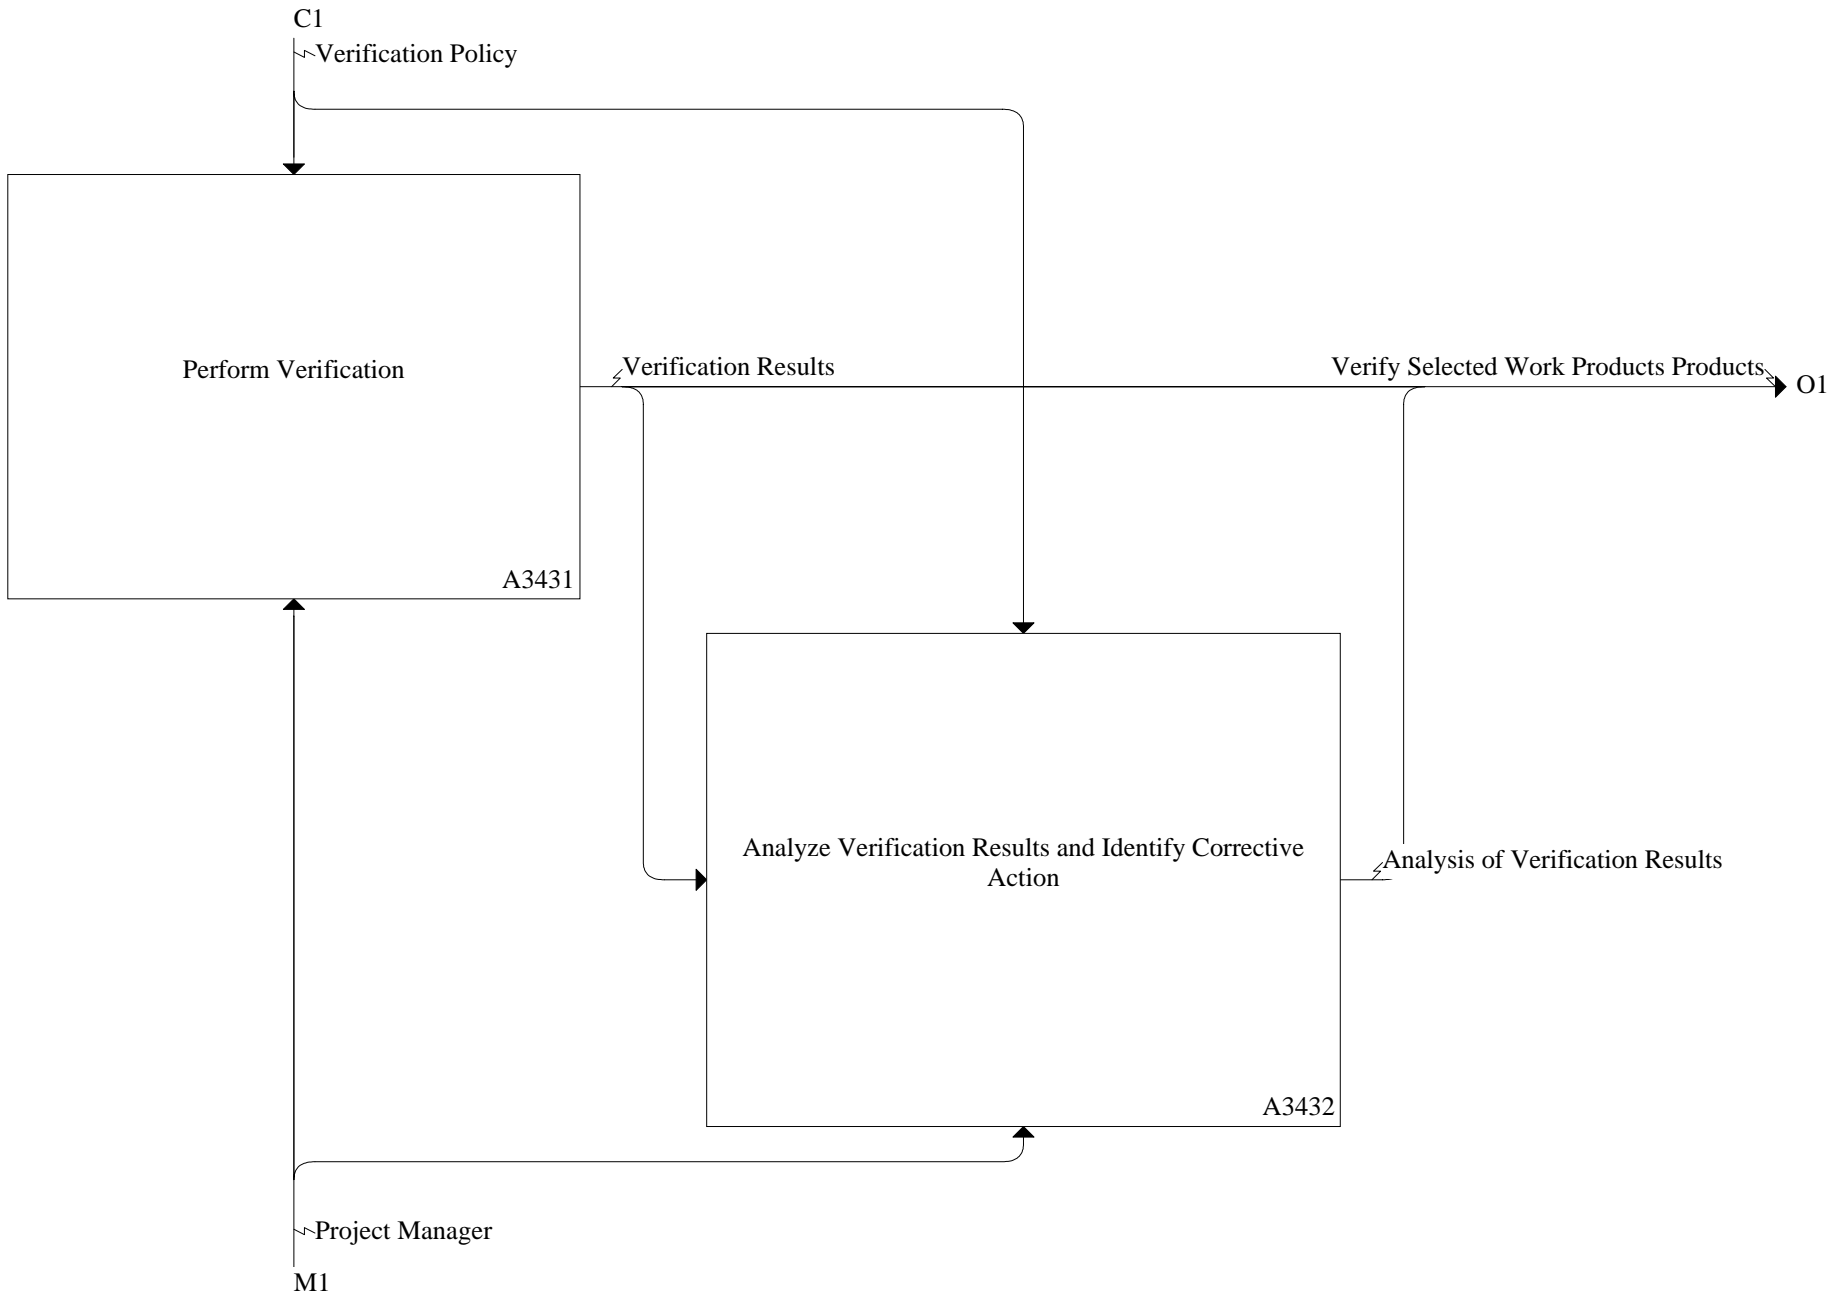 C1
Verification Policy
Perform Verification
Verification Results
Verify Selected Work Products Products
O1
A3431
Analyze Verification Results and Identify Corrective
Action
Analysis of Verification Results
A3432
Project Manager
M1